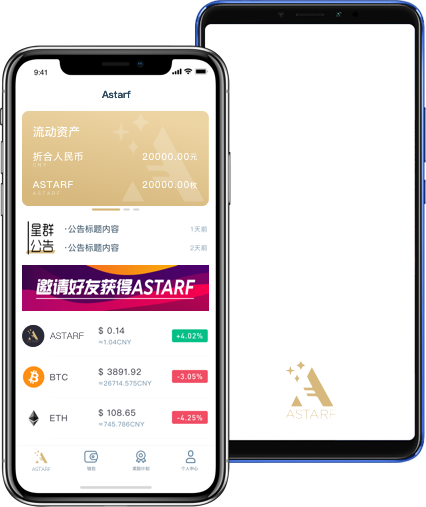 9:41
Astarf
流动资产
折合人民币 20000.00元
CNY
ASTARF 20000.00枚
ASTARF
星群公告
·公告标题内容 1天前
·公告标题内容 2天前
邀请好友获得ASTARF
ASTARF $ 0.14 +4.02%
≈1.04CNY
BTC $ 3891.92 -3.05%
≈26714.575CNY
ETH $ 108.65 -4.25%
≈745.786CNY
ASTARF 钱包 个人中心
ASTARF